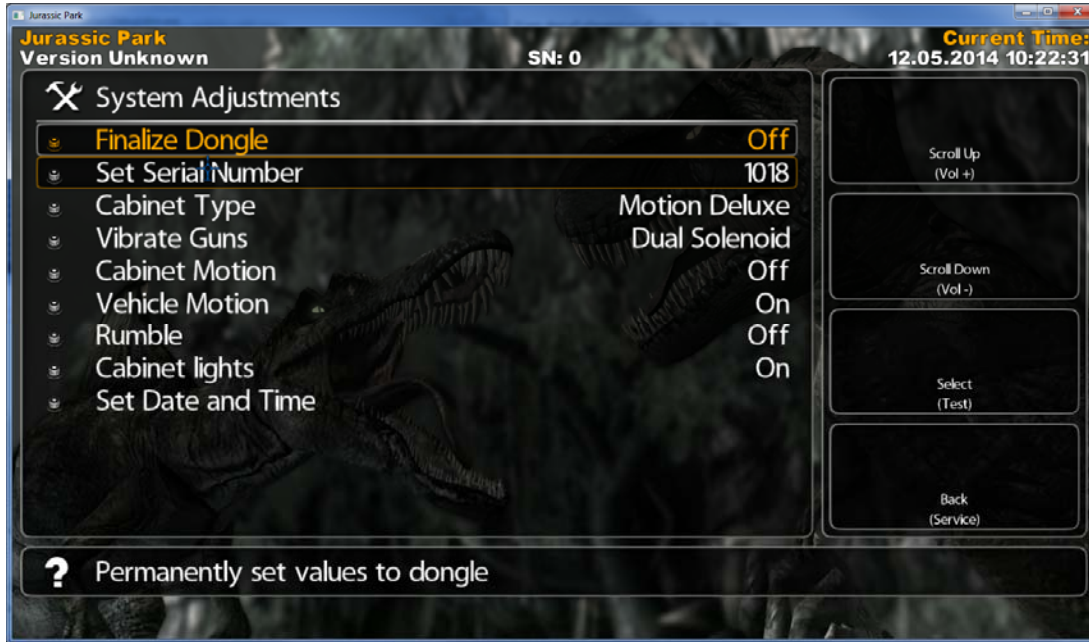 Jurassic Park
Jurassic Park
Version Unknown
SN: 0
Current Time:
12.05.2014 10:22:31
System Adjustments
Finalize Dongle Off
Set Serial Number 1018
Cabinet Type Motion Deluxe
Vibrate Guns Dual Solenoid
Cabinet Motion Off
Vehicle Motion On
Rumble Off
Cabinet lights On
Set Date and Time
Scroll Up
(Vol +)
Scroll Down
(Vol -)
Select
(Test)
Back
(Service)
? Permanently set values to dongle